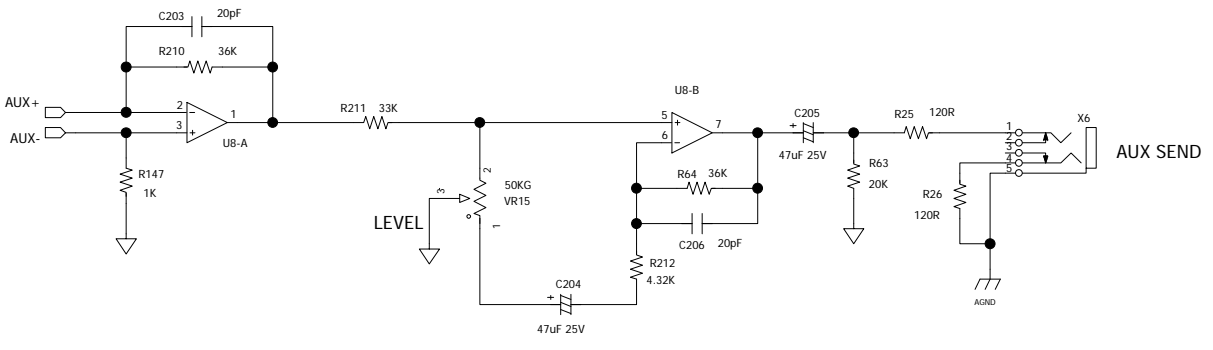 C203 20pF
R210 36K
AUX+
AUX-
2
3
1
U8-A
R147
1K
R211 33K
2
3
1
50KG
VR15
LEVEL
C204
47uF 25V
U8-B
5
6
7
R64 36K
C206 20pF
R212
4.32K
C205
47uF 25V
R63
20K
R25 120R
R26
120R
1
2
3
4
5
X6
AUX SEND
AGND